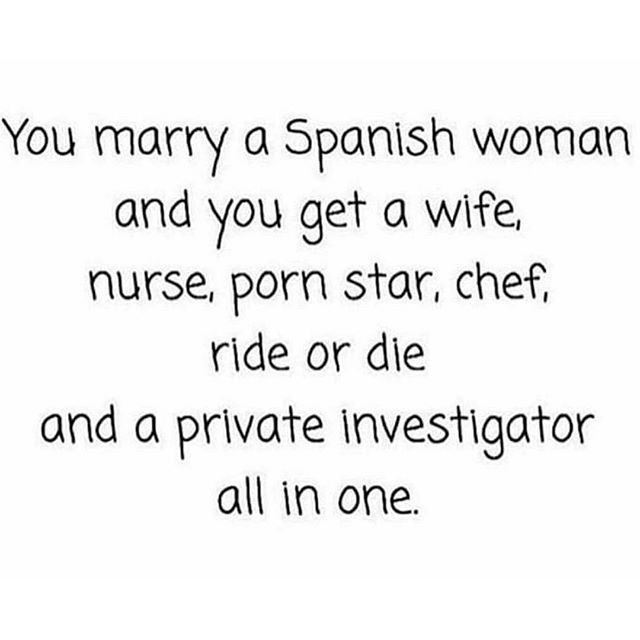 You marry a Spanish woman
and you get a wife,
nurse, porn star, chef,
ride or die
and a private investigator
all in one.